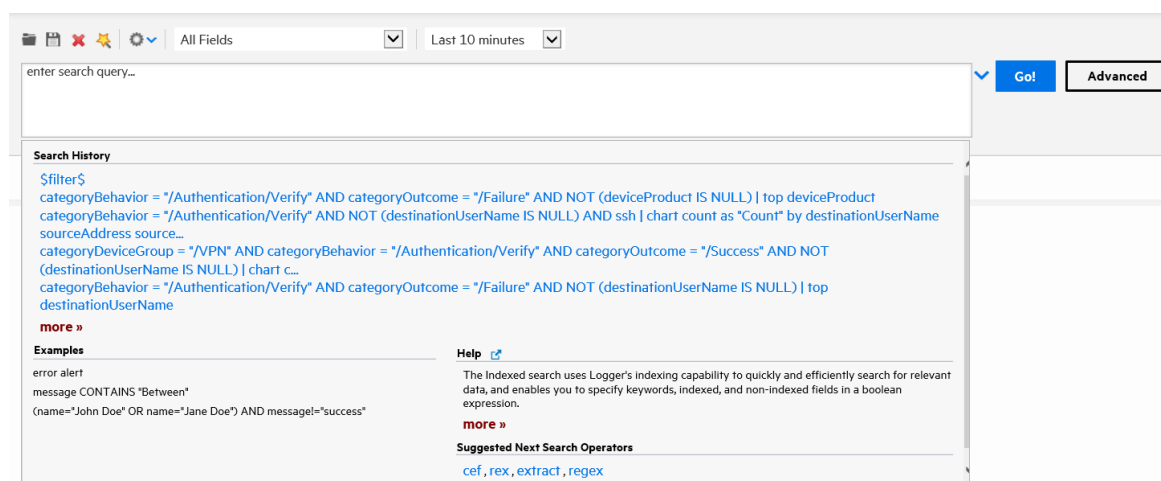 All Fields
Last 10 minutes
enter search query...
Go!
Advanced
Search History
$filter$
categoryBehavior = "/Authentication/Verify" AND categoryOutcome = "/Failure" AND NOT (deviceProduct IS NULL) | top deviceProduct
categoryBehavior = "/Authentication/Verify" AND NOT (destinationUserName IS NULL) AND ssh | chart count as "Count" by destinationUserName
sourceAddress source...
categoryDeviceGroup = "/VPN" AND categoryBehavior = "/Authentication/Verify" AND categoryOutcome = "/Success" AND NOT
(destinationUserName IS NULL) | chart c...
categoryBehavior = "/Authentication/Verify" AND categoryOutcome = "/Failure" AND NOT (destinationUserName IS NULL) | top
destinationUserName
more »
Examples
error alert
message CONTAINS "Between"
(name="John Doe" OR name="Jane Doe") AND message!="success"
Help
The Indexed search uses Logger's indexing capability to quickly and efficiently search for relevant
data, and enables you to specify keywords, indexed, and non-indexed fields in a boolean
expression.
more »
Suggested Next Search Operators
cef , rex , extract , regex